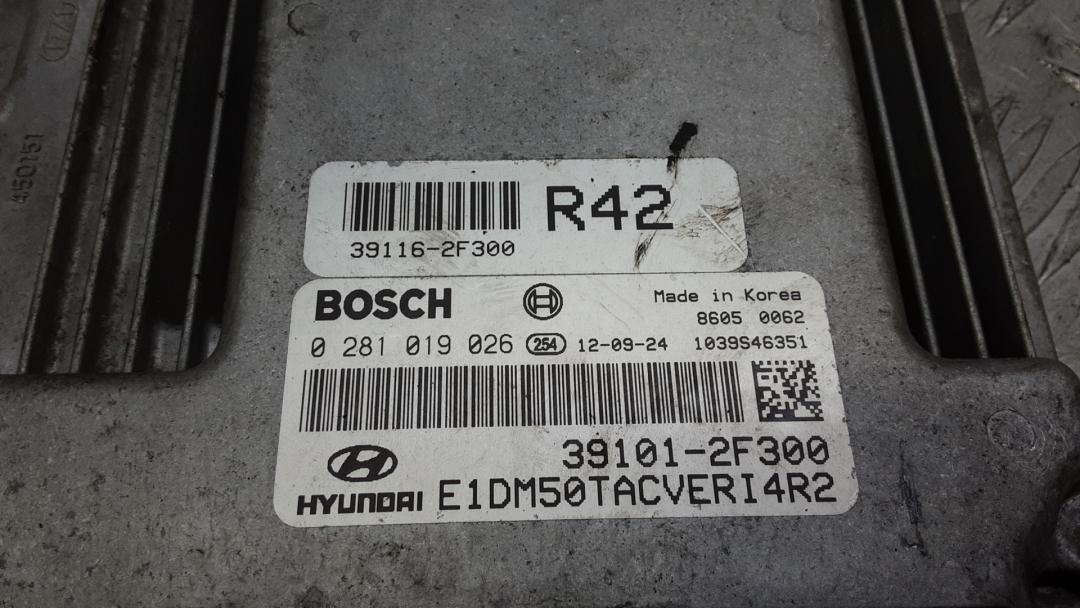 450151
R42
39116-2F300
BOSCH
Made in Korea
8605 0062
0 281 019 026 254 12-09-24 1039S46351
39101-2F300
HYUNDAI E1DM50TACVERI4R2